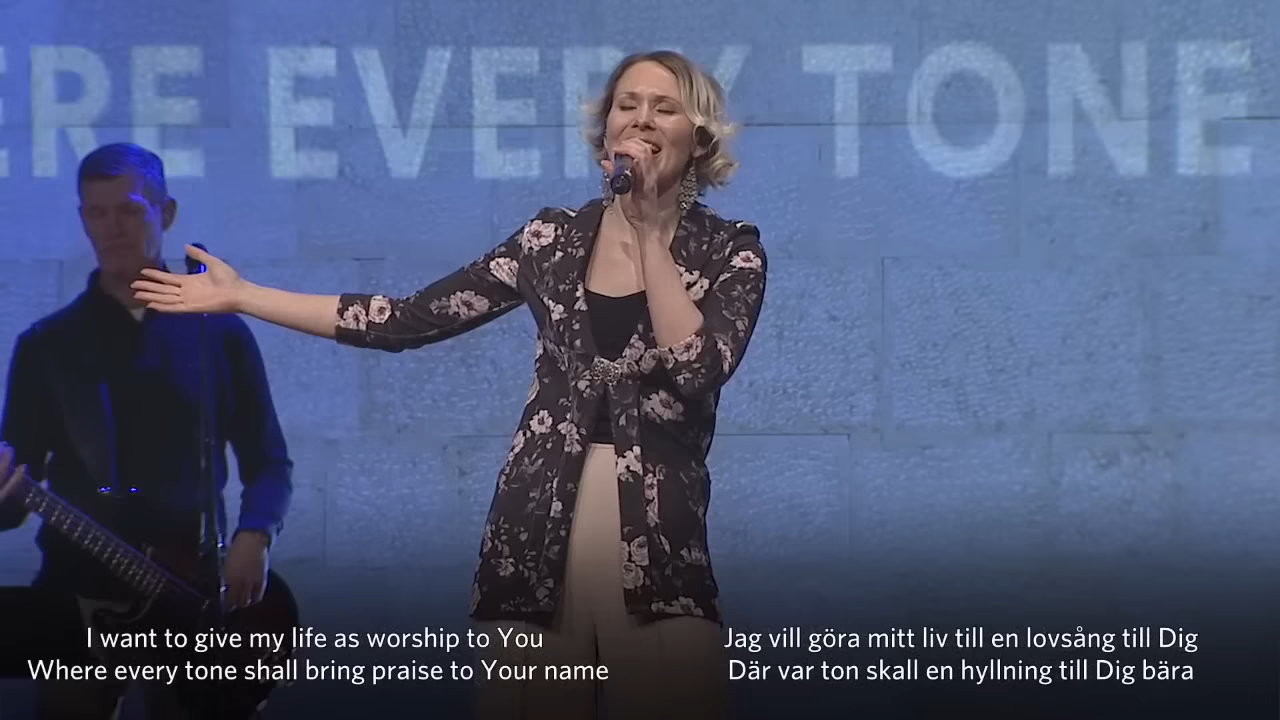 ERE EVERY TONE
I want to give my life as worship to You
Where every tone shall bring praise to Your name
Jag vill göra mitt liv till en lovsång till Dig
Där var ton skall en hyllning till Dig bära